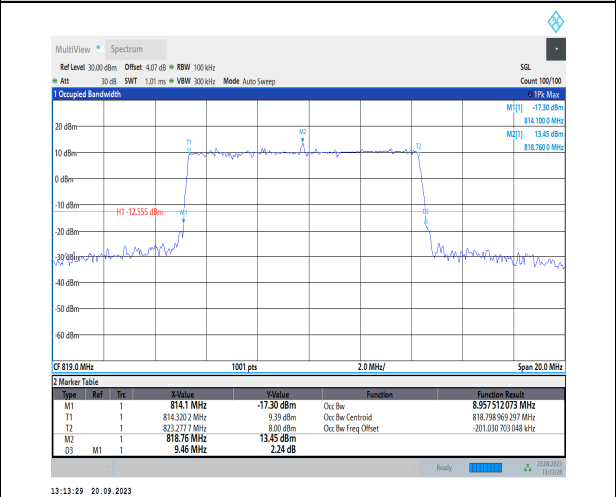 MultiView Spectrum
Ref Level 30.00 dBm Offset 4.07 dB RBW 100 kHz SGL
Att 30 dB SWT 1.01 ms VBW 300 kHz Mode Auto Sweep Count 100/100
1 Occupied Bandwidth 1Pk Max
M1[1] -17.30 dBm
814.100 0 MHz
M2[1] 13.45 dBm
818.760 0 MHz
20 dBm
M2
T1
T2
10 dBm
0 dBm
-10 dBm
H1 -12.555 dBm
M1
D3
-20 dBm
-30 dBm
-40 dBm
-50 dBm
-60 dBm
CF 819.0 MHz 1001 pts 2.0 MHz/ Span 20.0 MHz
2 Marker Table
Type Ref Trc X-Value Y-Value Function Function Result
M1 1 814.1 MHz -17.30 dBm Occ Bw 8.957 512 073 MHz
T1 1 814.320 2 MHz 9.39 dBm Occ Bw Centroid 818.798 969 297 MHz
T2 1 823.277 7 MHz 8.00 dBm Occ Bw Freq Offset -201.030 703 048 kHz
M2 1 818.76 MHz 13.45 dBm
D3 M1 1 9.46 MHz 2.24 dB
Ready 20.09.2023
13:13:28
13:13:29 20.09.2023